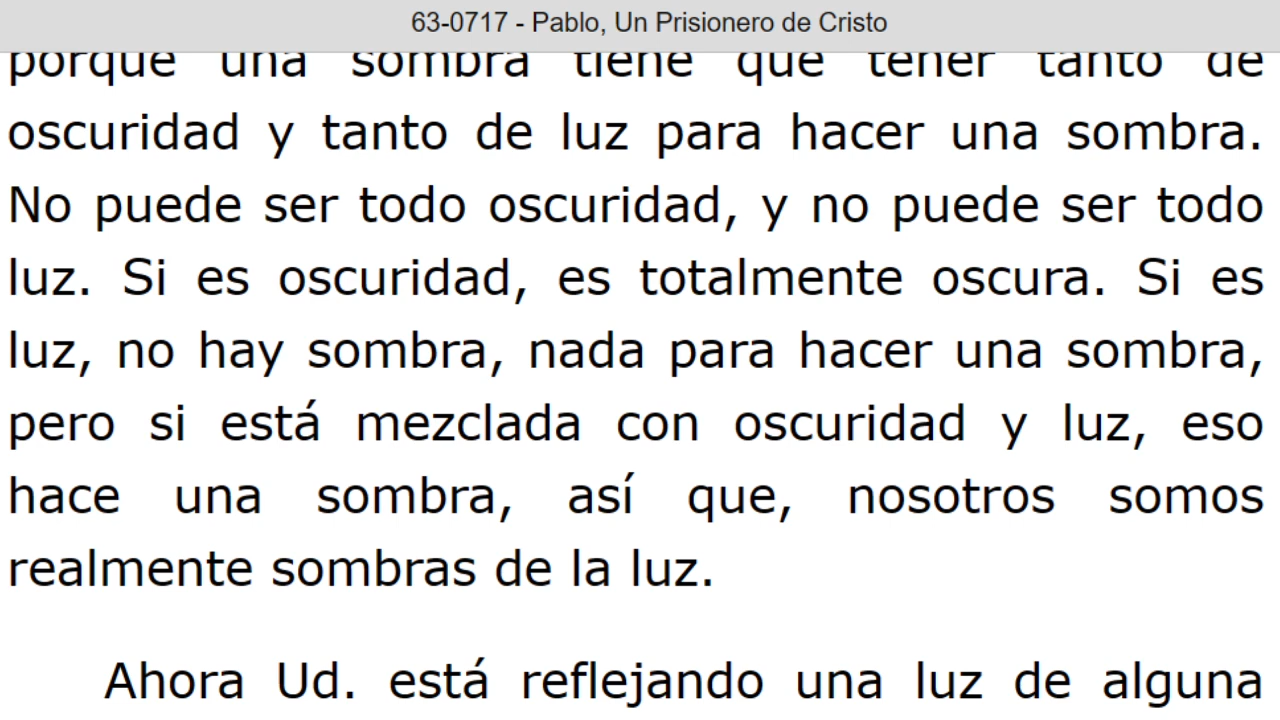 63-0717 - Pablo, Un Prisionero de Cristo
porque una sombra tiene que tener tanto de
oscuridad y tanto de luz para hacer una sombra.
No puede ser todo oscuridad, y no puede ser todo
luz. Si es oscuridad, es totalmente oscura. Si es
luz, no hay sombra, nada para hacer una sombra,
pero si está mezclada con oscuridad y luz, eso
hace una sombra, así que, nosotros somos
realmente sombras de la luz.
Ahora Ud. está reflejando una luz de alguna